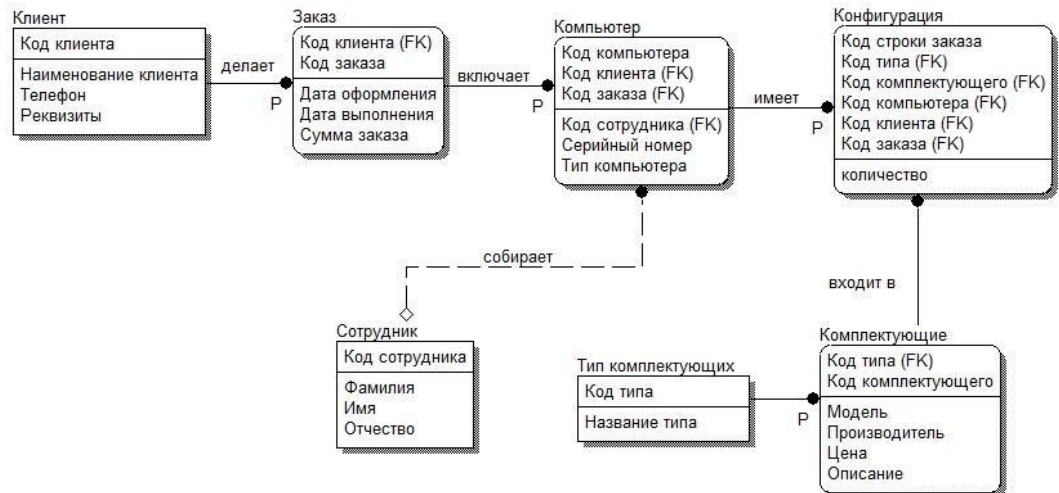 Клиент
Код клиента
Наименование клиента
Телефон
Реквизиты
делает
P
Заказ
Код клиента (FK)
Код заказа
Дата оформления
Дата выполнения
Сумма заказа
включает
P
Компьютер
Код компьютера
Код клиента (FK)
Код заказа (FK)
Код сотрудника (FK)
Серийный номер
Тип компьютера
имеет
P
Конфигурация
Код строки заказа
Код типа (FK)
Код комплектующего (FK)
Код компьютера (FK)
Код клиента (FK)
Код заказа (FK)
количество
собирает
входит в
Сотрудник
Код сотрудника
Фамилия
Имя
Отчество
Тип комплектующих
Код типа
Название типа
P
Комплектующие
Код типа (FK)
Код комплектующего
Модель
Производитель
Цена
Описание